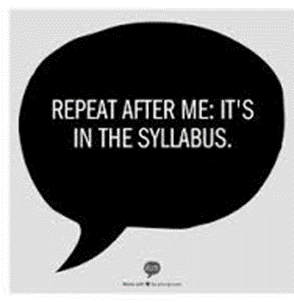 REPEAT AFTER ME: IT'S
IN THE SYLLABUS.